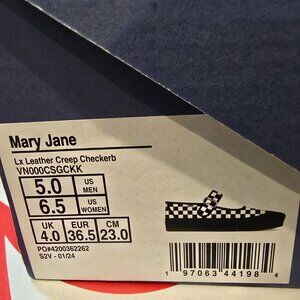 Mary Jane
Lx Leather Creep Checkerb
VN000CSGCKK
5.0 US MEN
6.5 US WOMEN
UK EUR CM
4.0 36.5 23.0
PO#4200362262
S2V - 01/24
1 97063 44198 4